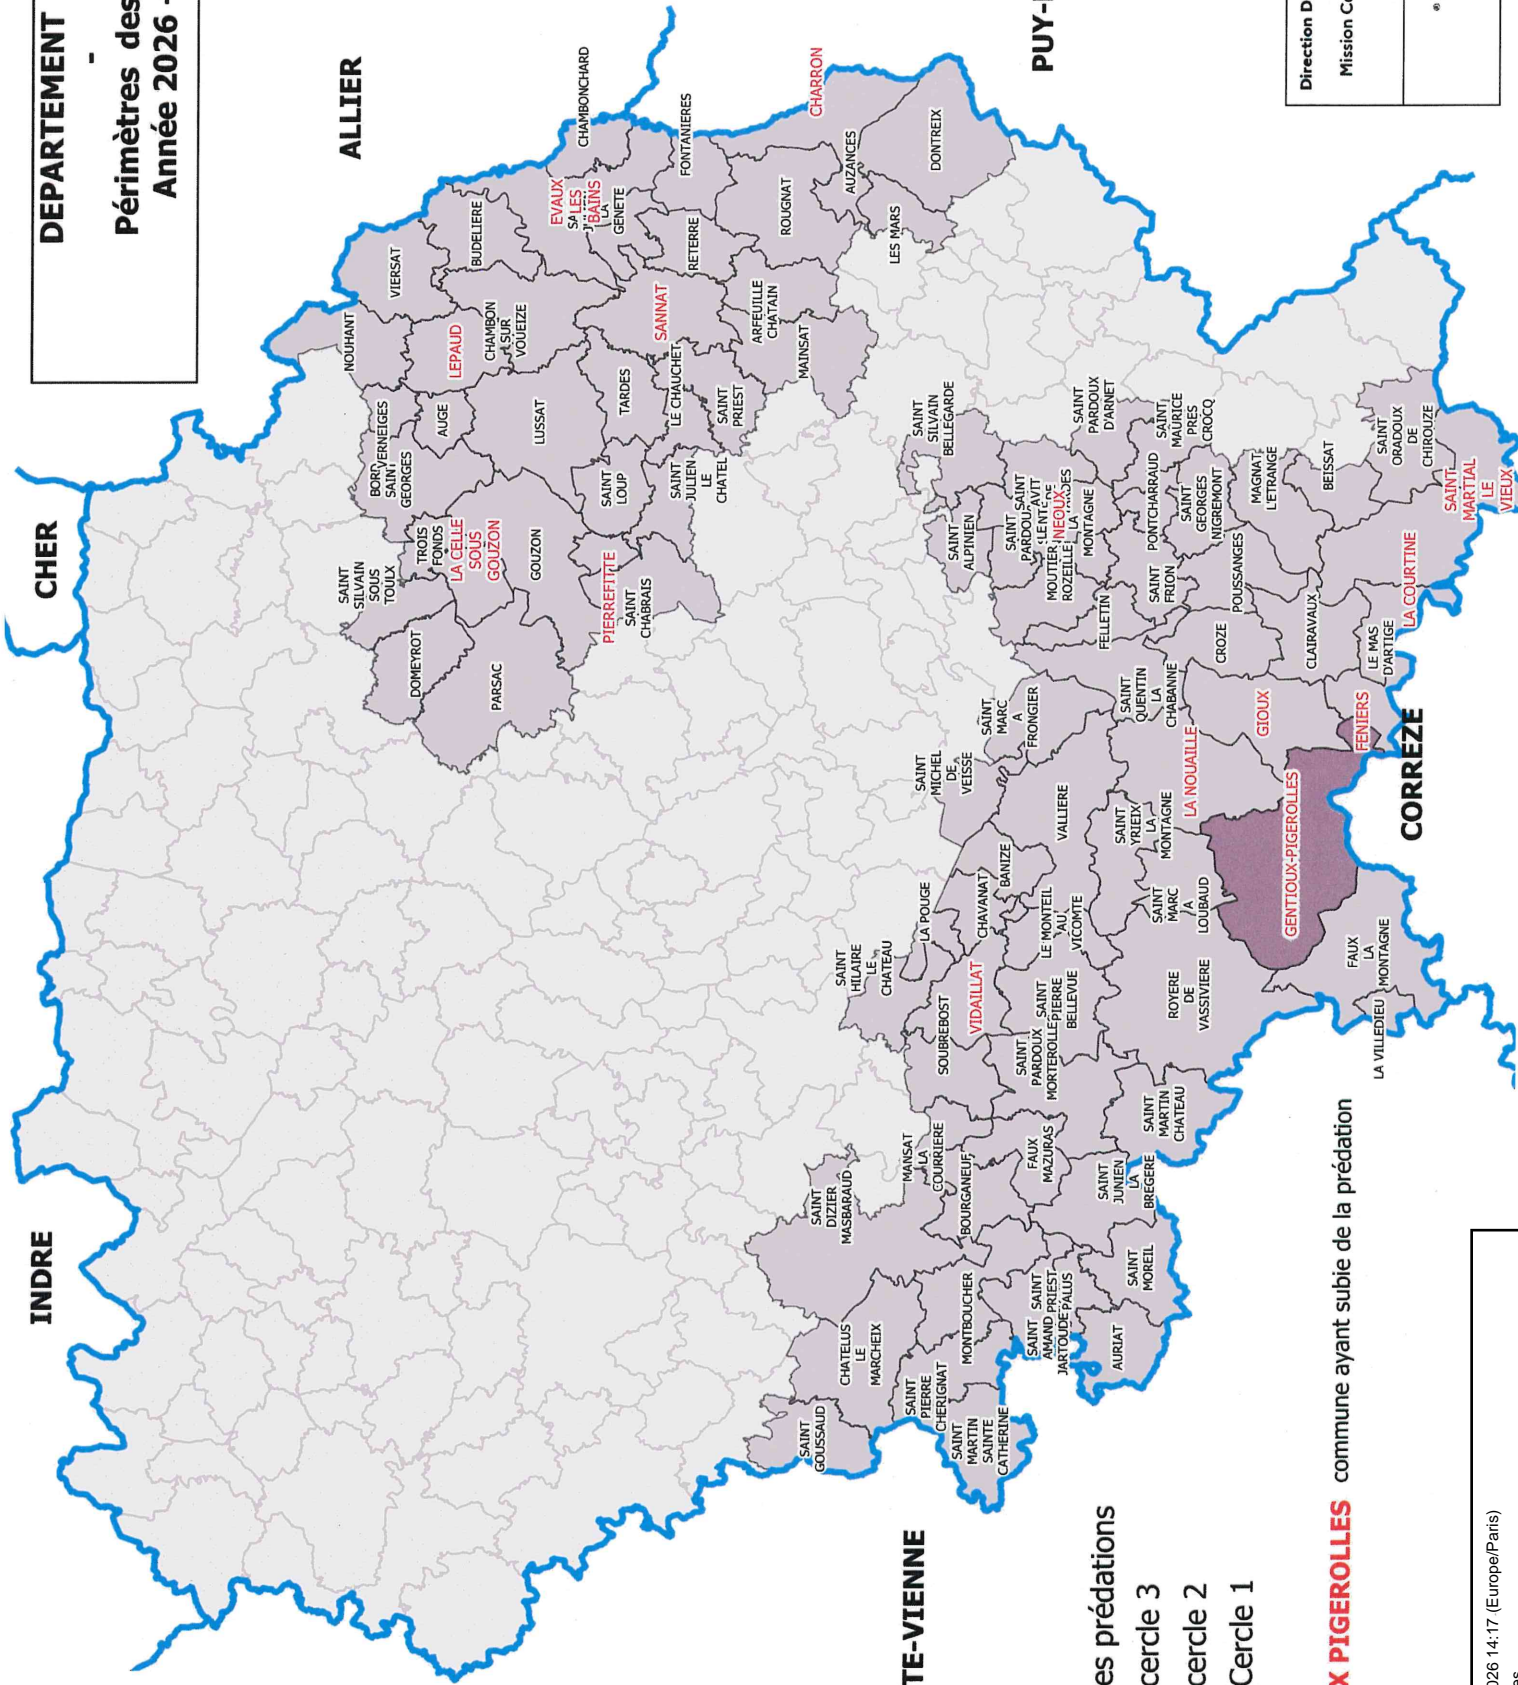 DEPARTEMENT
-
Périmètres des
Année 2026 -
INDRE
CHER
ALLIER
PUY-
CORREZE
TE-VIENNE
SAINT
SILVAIN
SOUS
TOULX
NOUHANT
VERNEIGES
SAINT
GEORGES
VIERSAT
DOMEYROT
TROIS
FONDS
AUGE
LEPAUD
LA CELLE
SOUS
GOUZON
BUDELIERE
PARSAC
CHAMBON
SUR
VOUEIZE
GOUZON
LUSSAT
EVAUX
LES
BAINS
LA
GENETE
CHAMBONCHARD
PIERREFITTE
SAINT
LOUP
TARDES
SAINT
CHABRAIS
SANNAT
SAINT
JULIEN
LE
CHATEL
LE CHAUCHET
RETERRE
FONTANIERES
SAINT
PRIEST
ARFEUILLE
CHATAIN
ROUGNAT
MAINSAT
CHARRON
AUZANCES
LES MARS
DONTREIX
SAINT
GOUSSAUD
SAINT
DIZIER
MASBARAUD
CHATELUS
LE
MARCHEIX
SAINT
HILAIRE
LE
CHATEAU
SAINT
PIERRE
CHERIGNAT
MANSAT
LA
COURRIERE
LA POUGE
SAINT
MICHEL
DE
VEISSE
SAINT
SILVAIN
BELLEGARDE
SAINT
MARTIN
SAINTE
CATHERINE
MONTBOUCHER
BOURGANEUF
SOUBREBOST
VIDAILLAT
CHAVANAT
BANIZE
SAINT
ALPINIEN
SAINT
MARC
A
FRONGIER
SAINT
AMAND
JARTOUDEIX
SAINT
PRIEST
PALUS
FAUX
MAZURAS
SAINT
PARDOUX
MORTEROLLES
SAINT
PIERRE
BELLEVUE
LE MONTEIL
AU
VICOMTE
VALLIERE
MOUTIER
ROZEILLE
NEOUX
LA
MONTAGNE
SAINT
PARDOUX
D'ARNET
AURIAT
SAINT
MOREIL
SAINT
JUNIEN
LA
BREGERE
SAINT
MARTIN
CHATEAU
FELLETIN
SAINT
YRIEIX
LA
MONTAGNE
SAINT
QUENTIN
LA
CHABANNE
SAINT
FRION
PONTCHARRAUD
SAINT
MAURICE
PRES
CROCQ
ROYERE
DE
VASSIVIERE
SAINT
MARC
A
LOUBAUD
LA NOUAILLE
SAINT
GEORGES
NIGREMONT
CROZE
POUSSANGES
MAGNAT
L'ETRANGE
GENTIOUX-PIGEROLLES
GIOUX
CLAIRAVAUX
BEISSAT
FAUX
LA
MONTAGNE
LA VILLEDIEU
FENIERS
LE MAS
D'ARTIGE
SAINT
ORADOUX
DE
CHIROUZE
LA COURTINE
SAINT
MARTIAL
LE
VIEUX
es prédations
cercle 3
cercle 2
Cercle 1
X PIGEROLLES commune ayant subie de la prédation
Direction D
Mission Co
®
026 14:17 (Europe/Paris)